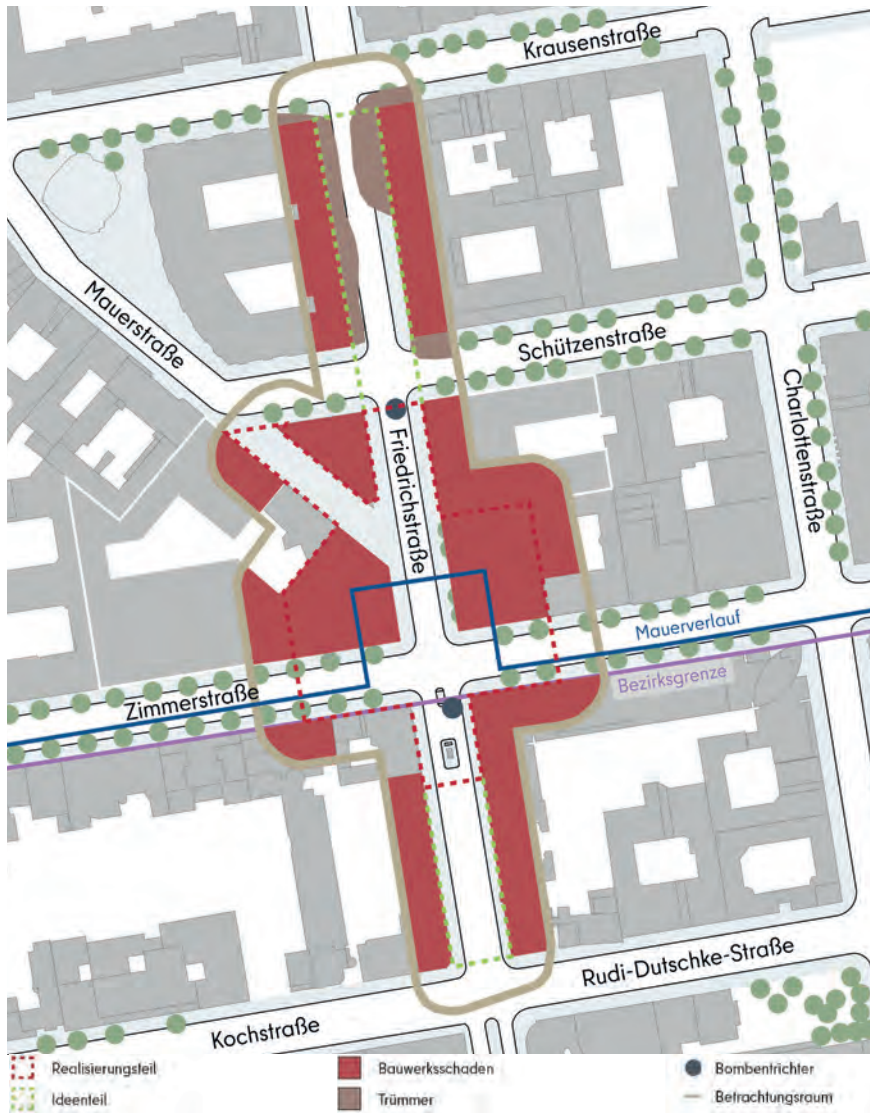 Krausenstraße
Mauerstraße
Schützenstraße
Charlottenstraße
Friedrichstraße
Mauerverlauf
Bezirksgrenze
Zimmerstraße
Rudi-Dutschke-Straße
Kochstraße
Realisierungsteil
Bauwerksschaden
Bombentrichter
Ideenteil
Trümmer
Betrachtungsraum